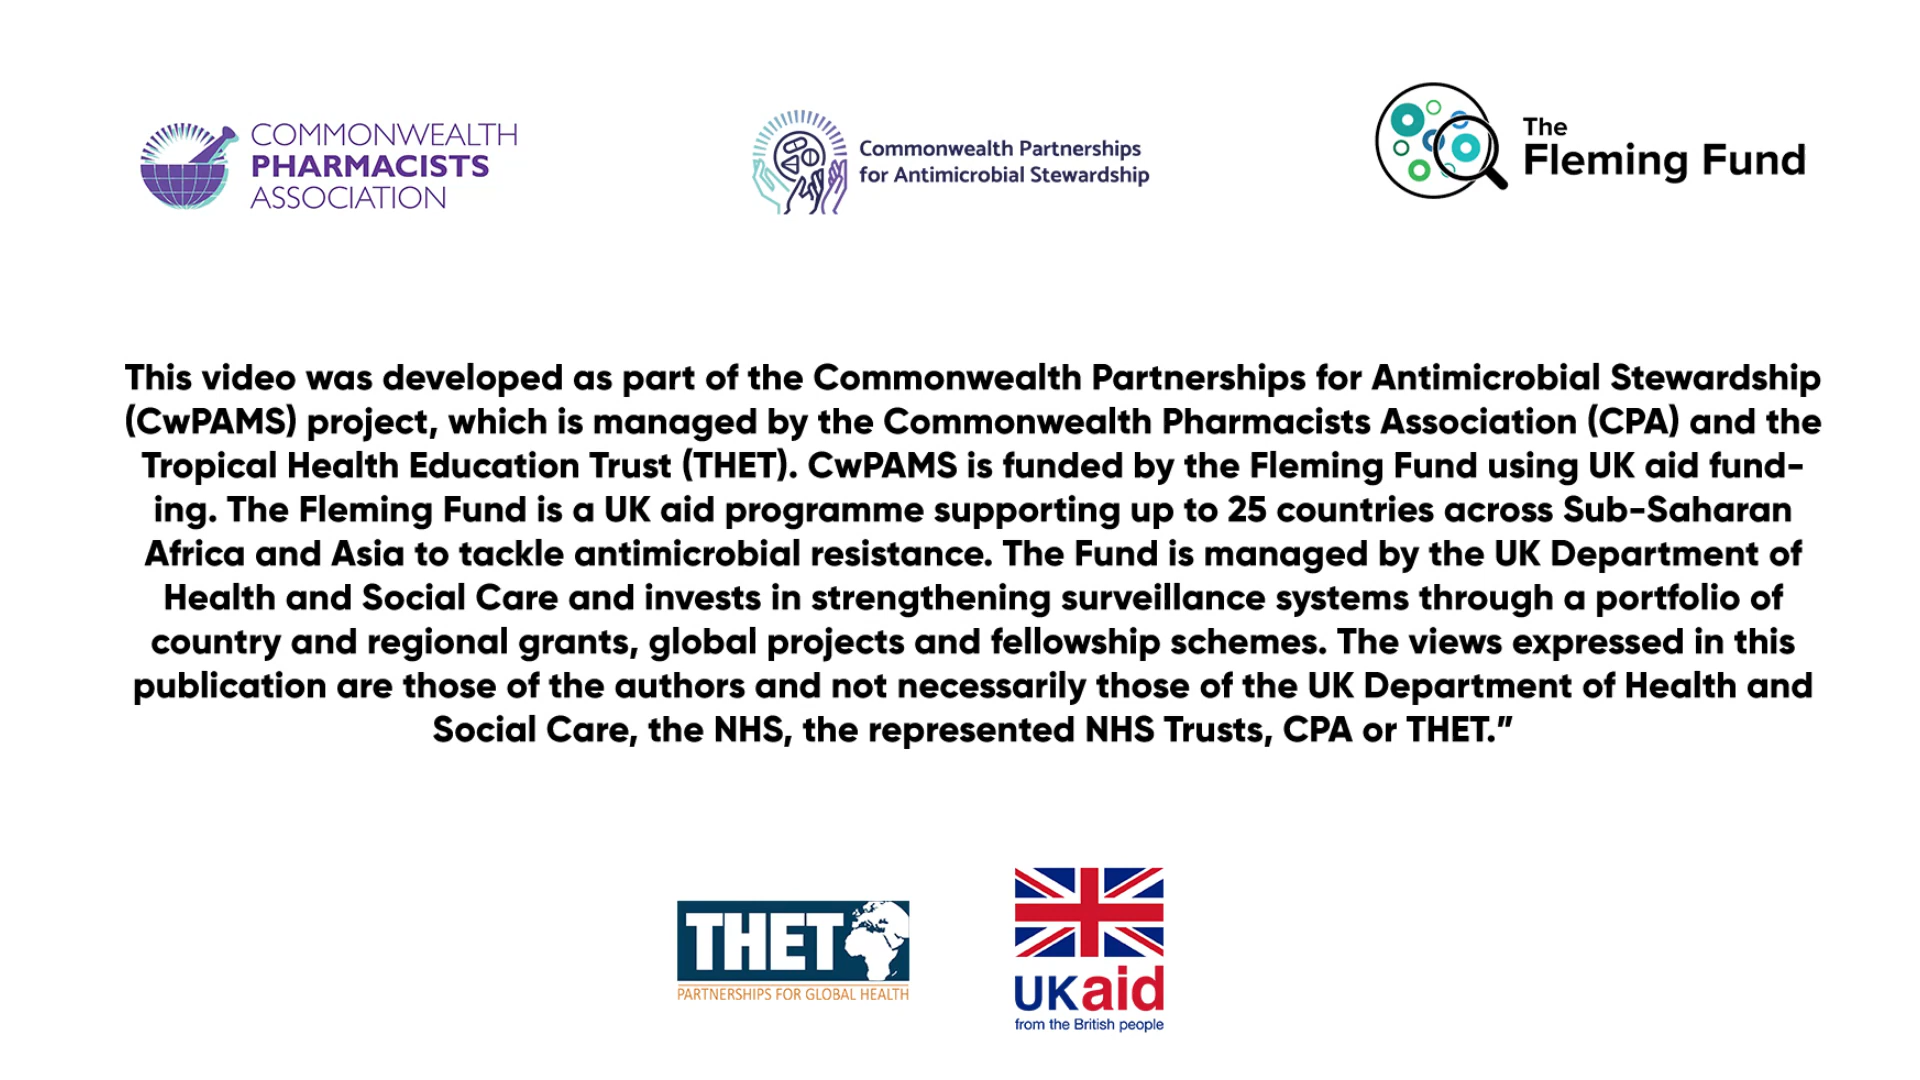 COMMONWEALTH
PHARMACISTS
ASSOCIATION
Commonwealth Partnerships
for Antimicrobial Stewardship
The
Fleming Fund
This video was developed as part of the Commonwealth Partnerships for Antimicrobial Stewardship
(CwPAMS) project, which is managed by the Commonwealth Pharmacists Association (CPA) and the
Tropical Health Education Trust (THET). CwPAMS is funded by the Fleming Fund using UK aid fund-
ing. The Fleming Fund is a UK aid programme supporting up to 25 countries across Sub-Saharan
Africa and Asia to tackle antimicrobial resistance. The Fund is managed by the UK Department of
Health and Social Care and invests in strengthening surveillance systems through a portfolio of
country and regional grants, global projects and fellowship schemes. The views expressed in this
publication are those of the authors and not necessarily those of the UK Department of Health and
Social Care, the NHS, the represented NHS Trusts, CPA or THET.”
THET
PARTNERSHIPS FOR GLOBAL HEALTH
UKaid
from the British people